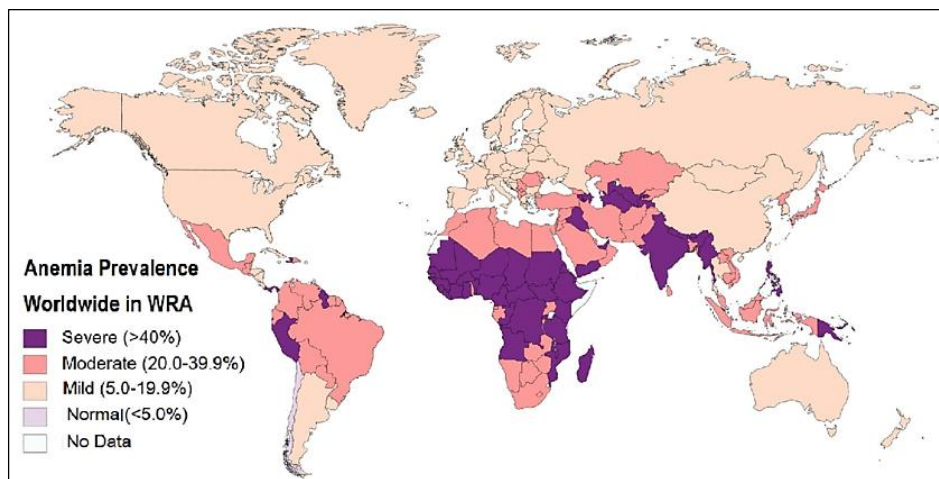 Anemia Prevalence
Worldwide in WRA
Severe (>40%)
Moderate (20.0-39.9%)
Mild (5.0-19.9%)
Normal(<5.0%)
No Data